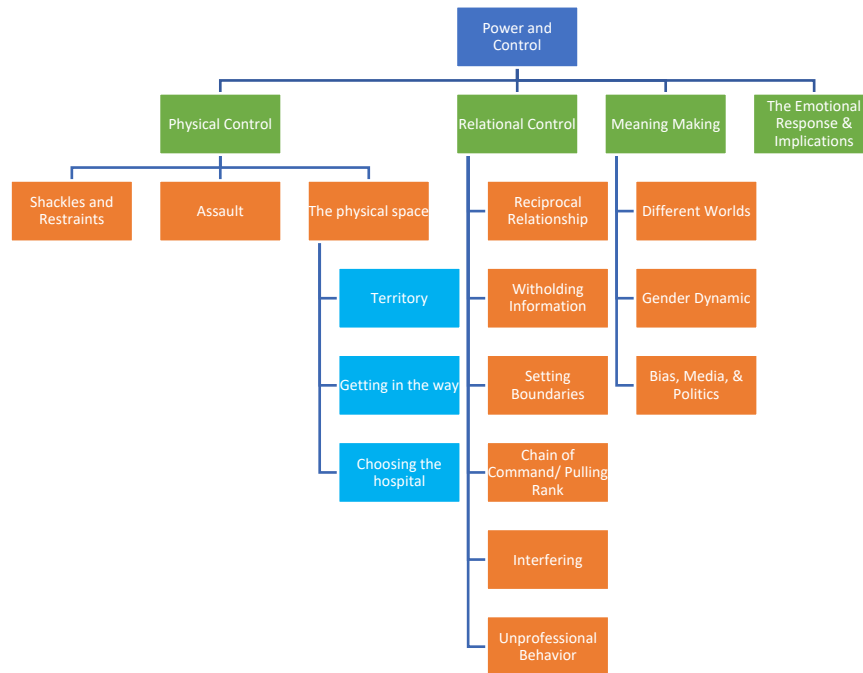 Power and
Control
Physical Control
Relational Control
Meaning Making
The Emotional
Response &
Implications
Shackles and
Restraints
Assault
The physical space
Reciprocal
Relationship
Different Worlds
Territory
Witholding
Information
Gender Dynamic
Getting in the way
Setting
Boundaries
Bias, Media, &
Politics
Choosing the
hospital
Chain of
Command/ Pulling
Rank
Interfering
Unprofessional
Behavior